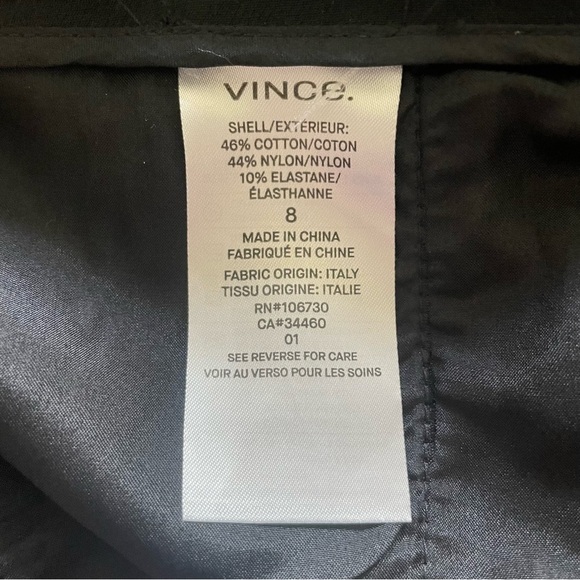 VINCE.
SHELL/EXTÉRIEUR:
46% COTTON/COTON
44% NYLON/NYLON
10% ELASTANE/
ÉLASTHANNE
8
MADE IN CHINA
FABRIQUÉ EN CHINE
FABRIC ORIGIN: ITALY
TISSU ORIGINE: ITALIE
RN#106730
CA#34460
01
SEE REVERSE FOR CARE
VOIR AU VERSO POUR LES SOINS